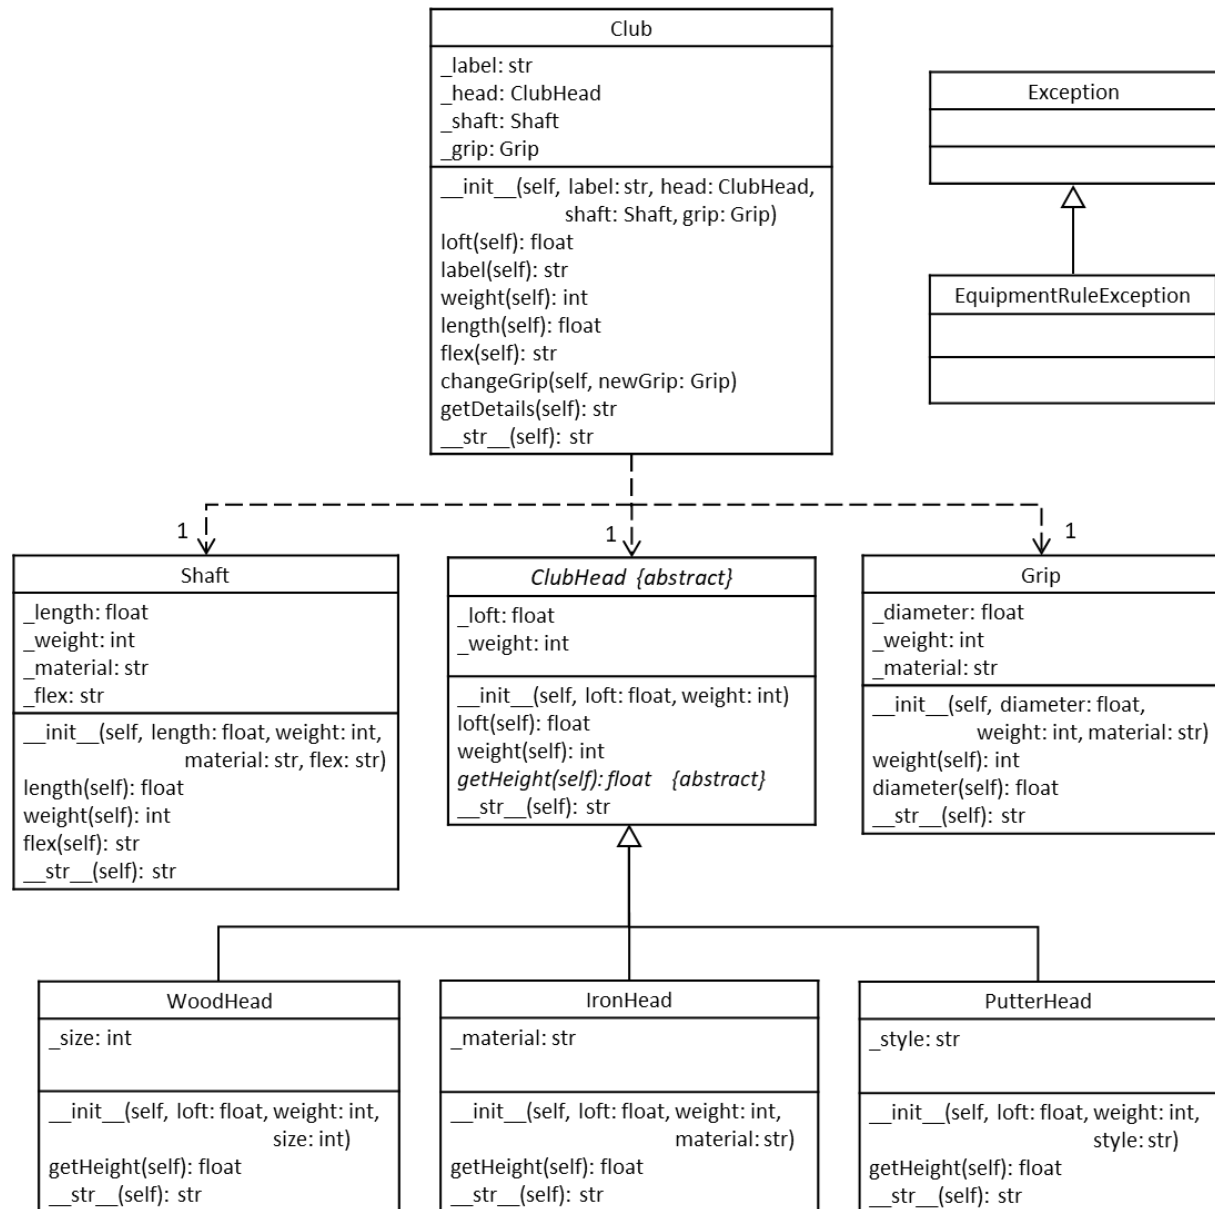 Club
_label: str
_head: ClubHead
_shaft: Shaft
_grip: Grip
__init__(self, label: str, head: ClubHead,
shaft: Shaft, grip: Grip)
loft(self): float
label(self): str
weight(self): int
length(self): float
flex(self): str
changeGrip(self, newGrip: Grip)
getDetails(self): str
__str__(self): str
Exception
EquipmentRuleException
1
1
1
Shaft
_length: float
_weight: int
_material: str
_flex: str
__init__(self, length: float, weight: int,
material: str, flex: str)
length(self): float
weight(self): int
flex(self): str
__str__(self): str
ClubHead {abstract}
_loft: float
_weight: int
__init__(self, loft: float, weight: int)
loft(self): float
weight(self): int
getHeight(self): float {abstract}
__str__(self): str
Grip
_diameter: float
_weight: int
_material: str
__init__(self, diameter: float,
weight: int, material: str)
weight(self): int
diameter(self): float
__str__(self): str
WoodHead
_size: int
__init__(self, loft: float, weight: int,
size: int)
getHeight(self): float
__str__(self): str
IronHead
_material: str
__init__(self, loft: float, weight: int,
material: str)
getHeight(self): float
__str__(self): str
PutterHead
_style: str
__init__(self, loft: float, weight: int,
style: str)
getHeight(self): float
__str__(self): str